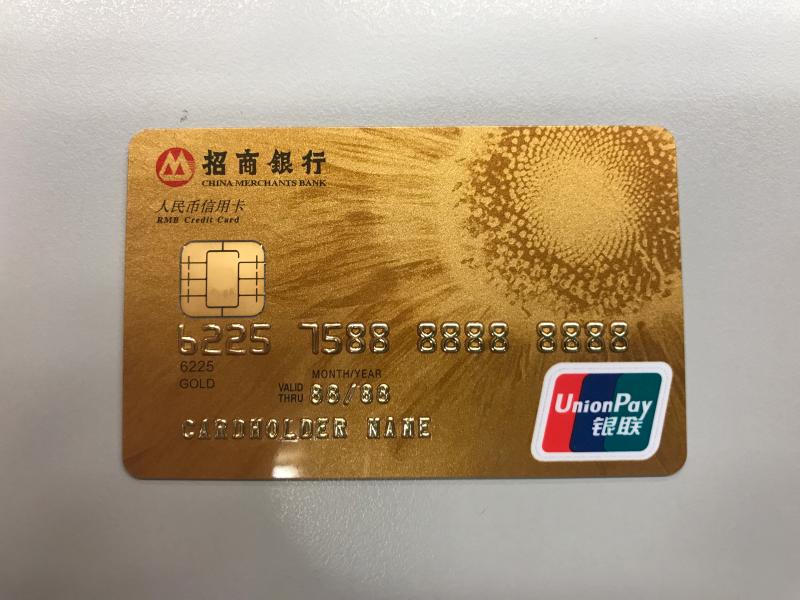 招商銀行
CHINA MERCHANTS BANK
人民币信用卡
RMB Credit Card
6225 7588 8888 8888
6225
GOLD
MONTH/YEAR
VALID THRU 88/88
CARDHOLDER NAME
UnionPay
银联